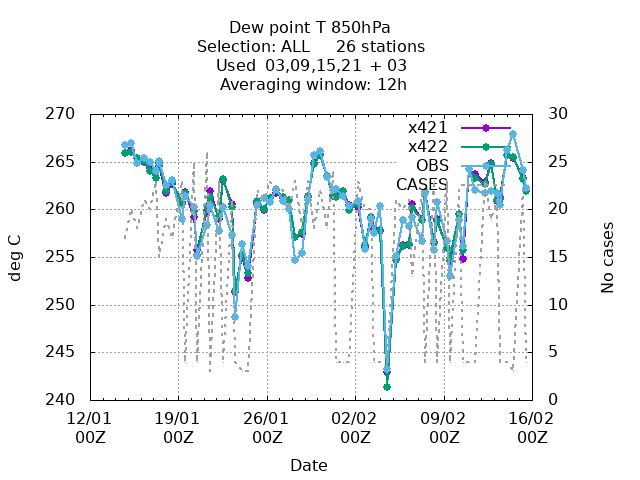 Dew point T 850hPa
Selection: ALL     26 stations
Used  03,09,15,21 + 03
Averaging window: 12h
270
265
260
255
250
245
240
30
25
20
15
10
5
0
deg C
No cases
x421
x422
OBS
CASES
12/01 19/01 26/01 02/02 09/02 16/02
00Z 00Z 00Z 00Z 00Z 00Z
Date